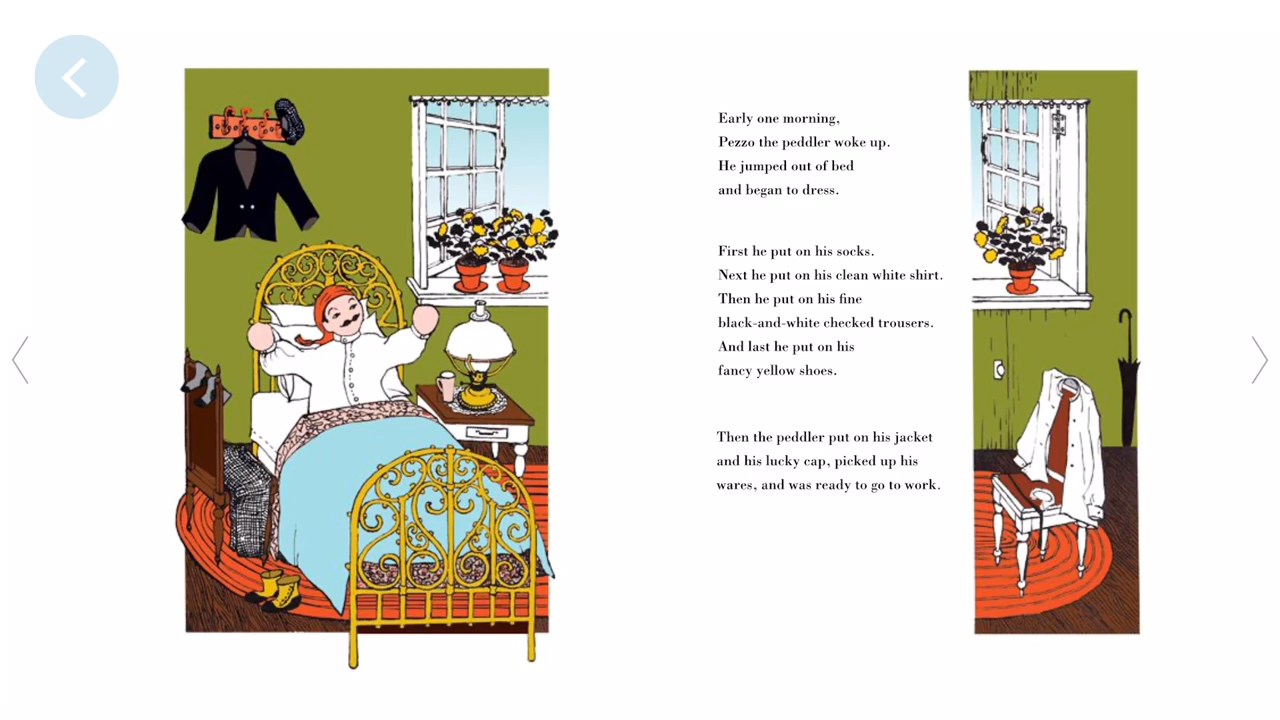 Early one morning,
Pezzo the peddler woke up.
He jumped out of bed
and began to dress.
First he put on his socks.
Next he put on his clean white shirt.
Then he put on his fine
black-and-white checked trousers.
And last he put on his
fancy yellow shoes.
Then the peddler put on his jacket
and his lucky cap, picked up his
wares, and was ready to go to work.